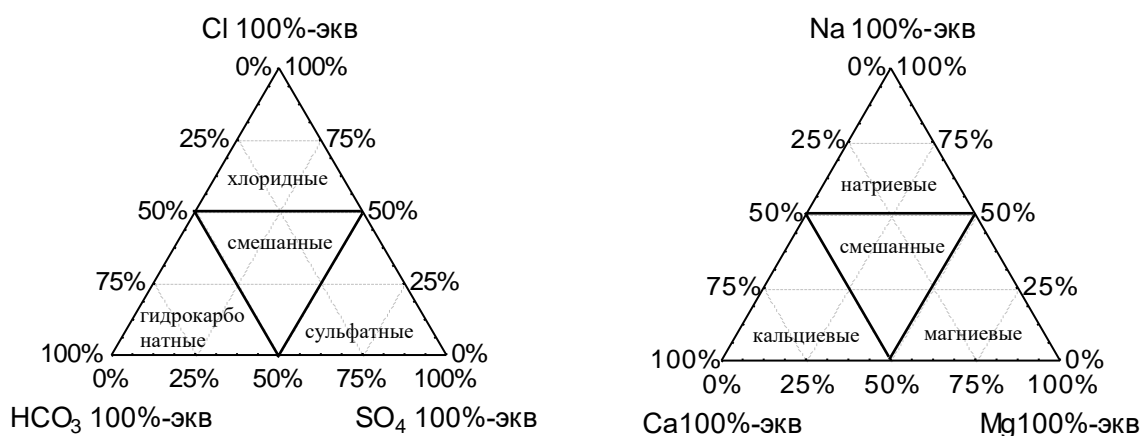 Cl 100%-экв
0% 100%
25% 75%
хлоридные
50% 50%
смешанные
75% 25%
гидрокарбо
натные
сульфатные
100% 0%
0% 25% 50% 75% 100%
HCO₃ 100%-экв SO₄ 100%-экв
Na 100%-экв
0% 100%
25% 75%
натриевые
50% 50%
смешанные
75% 25%
кальциевые магниевые
100% 0%
0% 25% 50% 75% 100%
Ca100%-экв Mg100%-экв